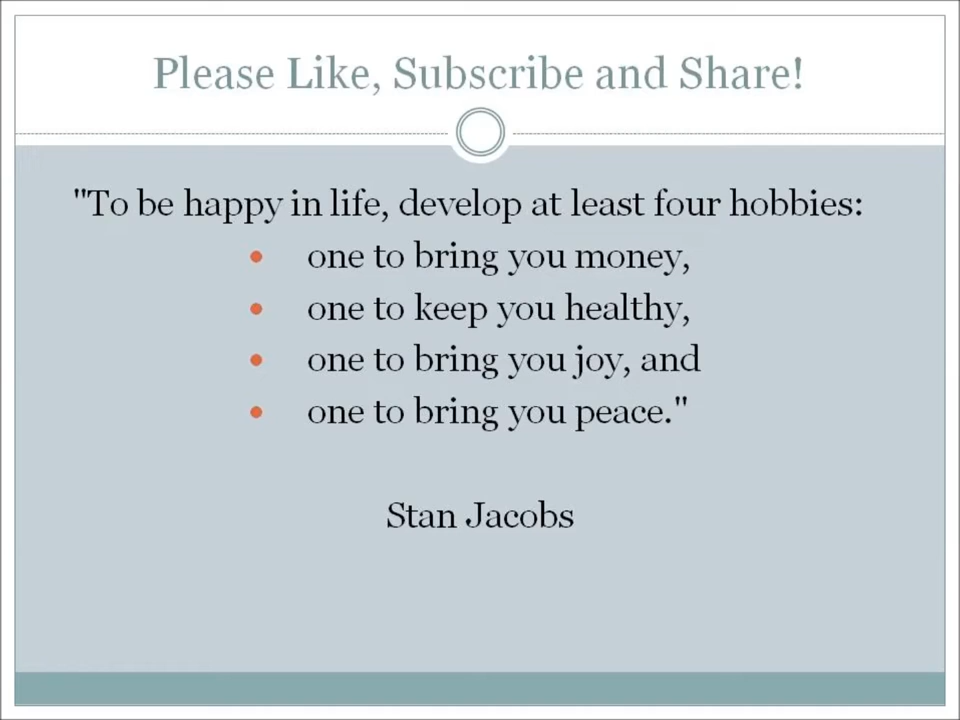 Please Like, Subscribe and Share!
"To be happy in life, develop at least four hobbies:
• one to bring you money,
• one to keep you healthy,
• one to bring you joy, and
• one to bring you peace."
Stan Jacobs